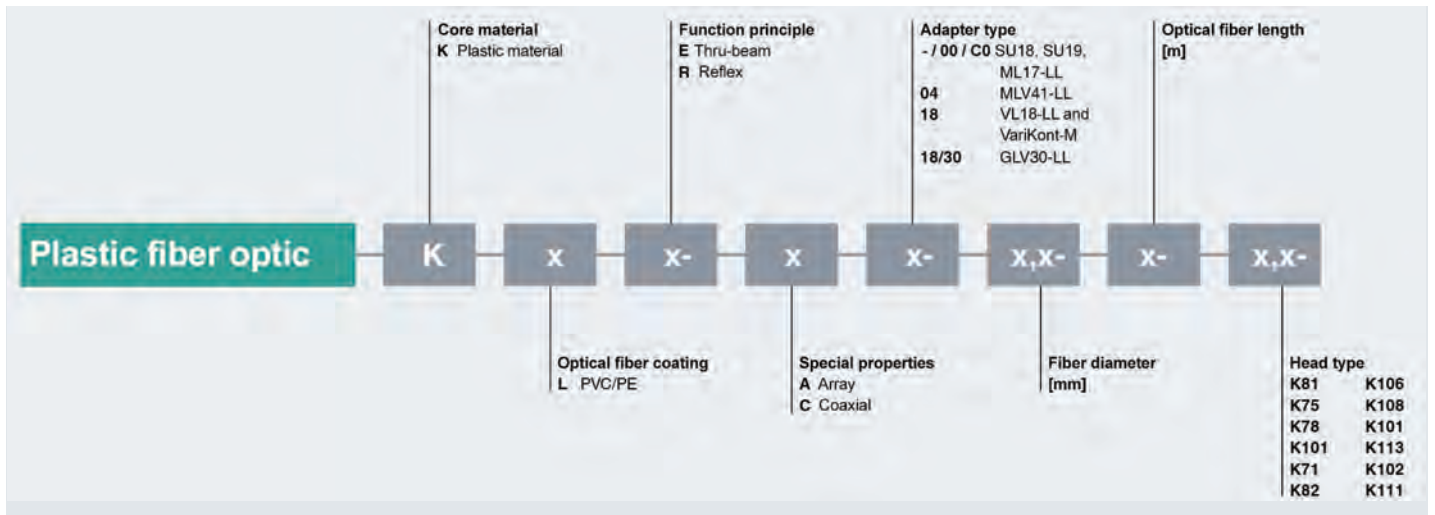 Core material
K Plastic material
Function principle
E Thru-beam
R Reflex
Adapter type
- / 00 / C0 SU18, SU19,
ML17-LL
04 MLV41-LL
18 VL18-LL and
VariKont-M
18/30 GLV30-LL
Optical fiber length
[m]
Plastic fiber optic K x x- x x- x,x- x- x,x-
Optical fiber coating
L PVC/PE
Special properties
A Array
C Coaxial
Fiber diameter
[mm]
Head type
K81 K106
K75 K108
K78 K101
K101 K113
K71 K102
K82 K111